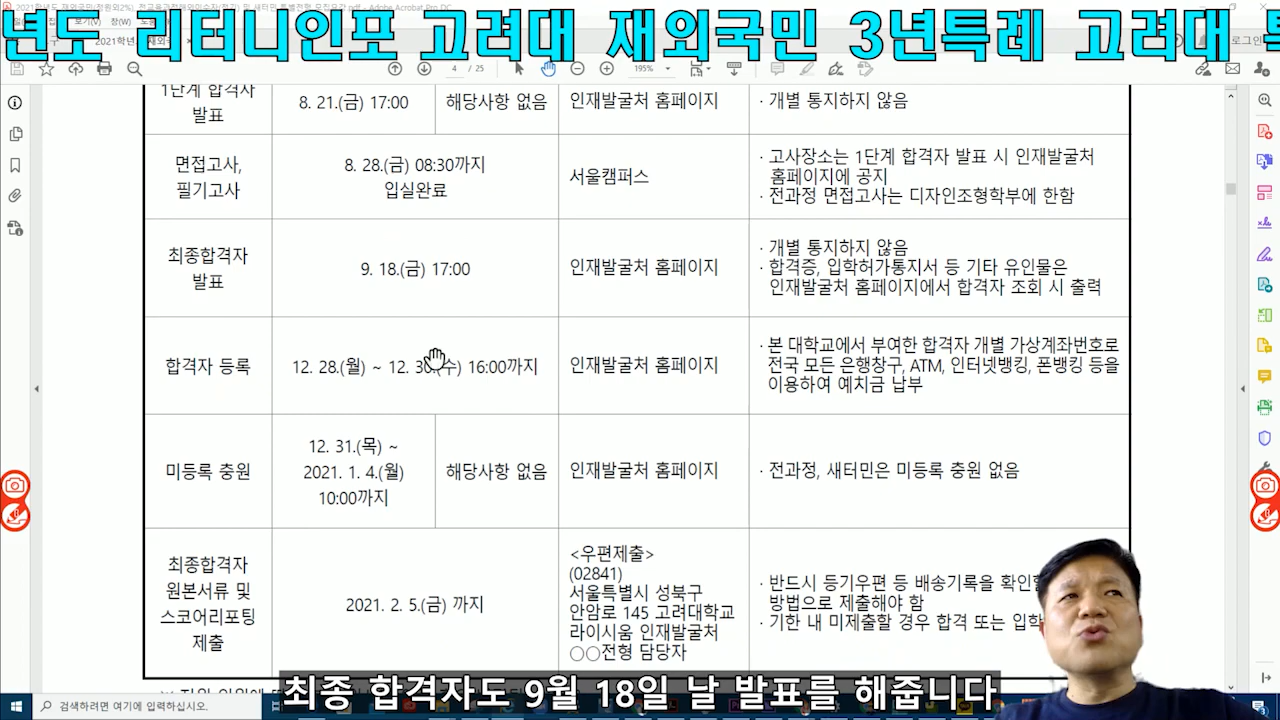 년도 리터니인포 고려대 재외국민 3년특례 고려대 특
4 / 25
195%
1단계 합격자
발표
8. 21.(금) 17:00
해당사항 없음
인재발굴처 홈페이지
· 개별 통지하지 않음
면접고사,
필기고사
8. 28.(금) 08:30까지
입실완료
서울캠퍼스
· 고사장소는 1단계 합격자 발표 시 인재발굴처
홈페이지에 공지
· 전과정 면접고사는 디자인조형학부에 한함
최종합격자
발표
9. 18.(금) 17:00
인재발굴처 홈페이지
· 개별 통지하지 않음
· 합격증, 입학허가통지서 등 기타 유인물은
인재발굴처 홈페이지에서 합격자 조회 시 출력
합격자 등록
12. 28.(월) ~ 12. 30.(수) 16:00까지
인재발굴처 홈페이지
· 본 대학교에서 부여한 합격자 개별 가상계좌번호로
전국 모든 은행창구, ATM, 인터넷뱅킹, 폰뱅킹 등을
이용하여 예치금 납부
미등록 충원
12. 31.(목) ~
2021. 1. 4.(월)
10:00까지
해당사항 없음
인재발굴처 홈페이지
· 전과정, 새터민은 미등록 충원 없음
최종합격자
원본서류 및
스코어리포팅
제출
2021. 2. 5.(금) 까지
<우편제출>
(02841)
서울특별시 성북구
안암로 145 고려대학교
라이시움 인재발굴처
○○전형 담당자
· 반드시 등기우편 등 배송기록을 확인할
방법으로 제출해야 함
· 기한 내 미제출할 경우 합격 또는 입학
최종 합격자도 9월 18일 날 발표를 해줍니다
검색하려면 여기에 입력하십시오.